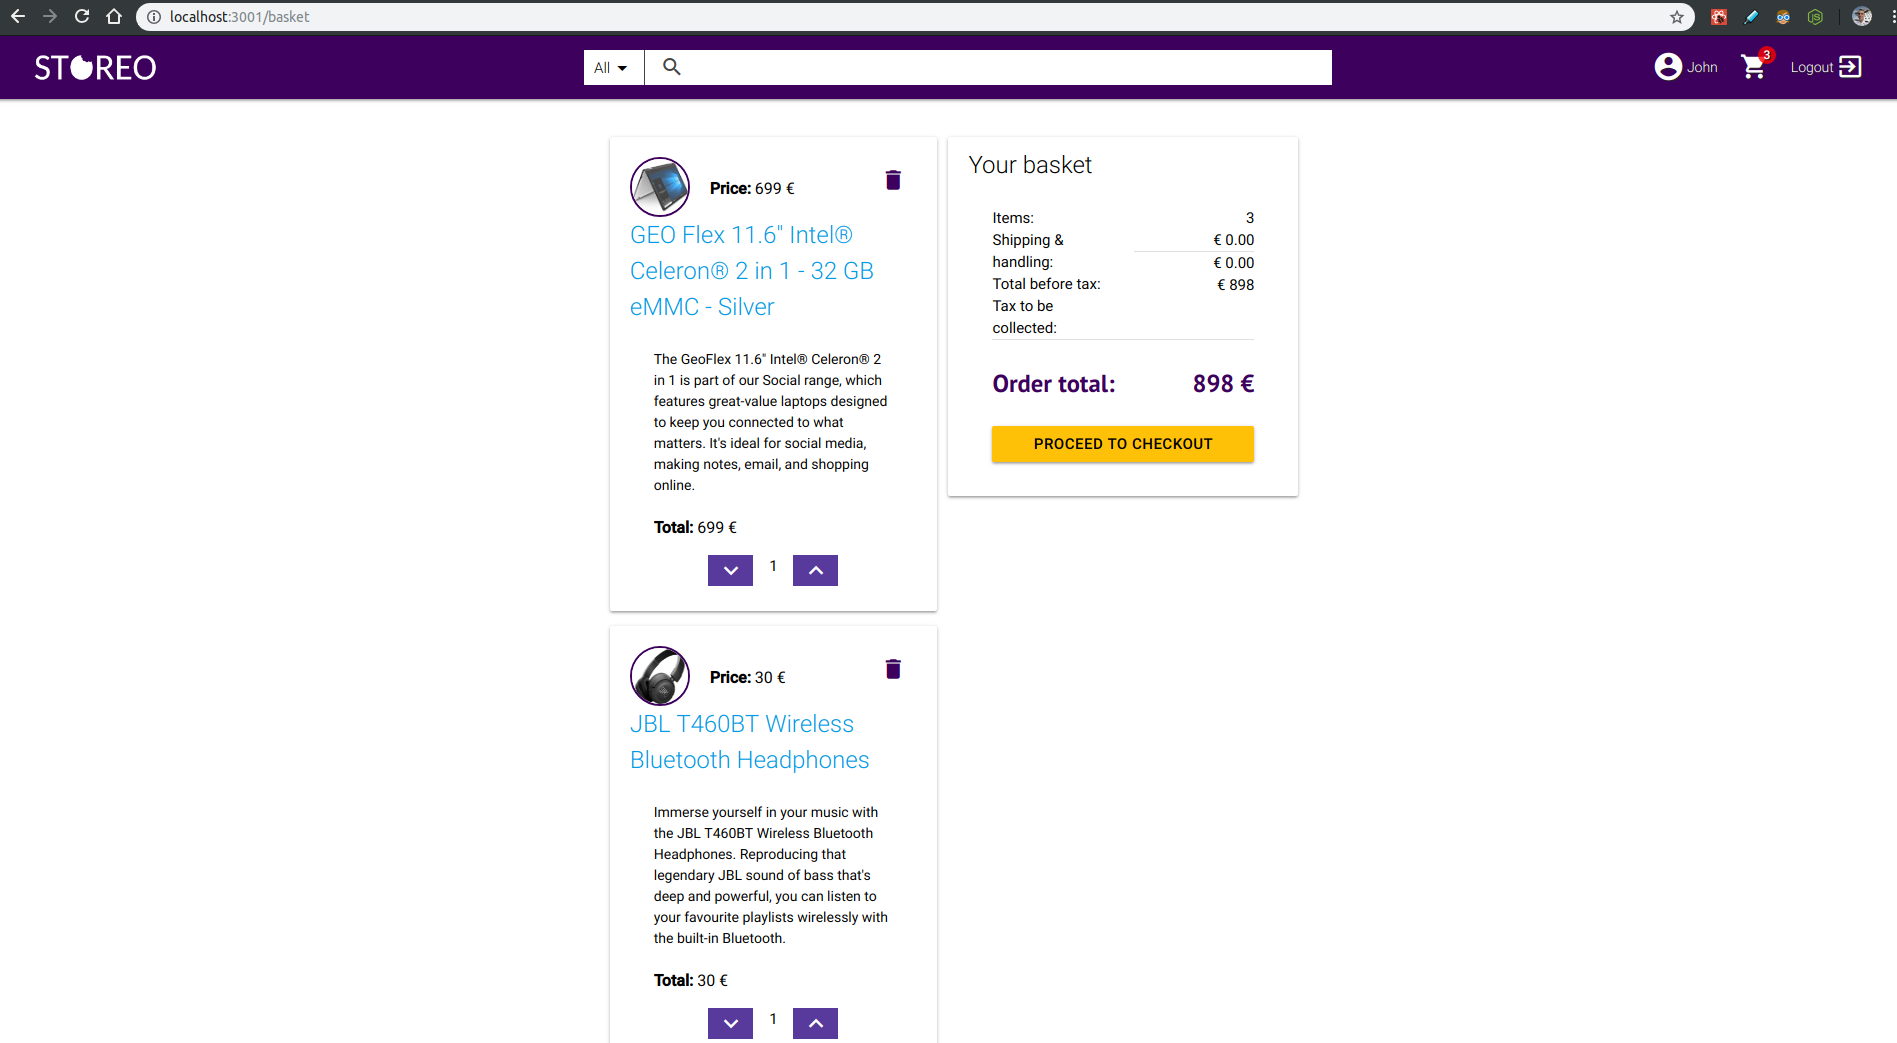 localhost:3001/basket
STOREO
All
John
3
Logout
Price: 699 €
GEO Flex 11.6" Intel®
Celeron® 2 in 1 - 32 GB
eMMC - Silver
The GeoFlex 11.6" Intel® Celeron® 2
in 1 is part of our Social range, which
features great-value laptops designed
to keep you connected to what
matters. It's ideal for social media,
making notes, email, and shopping
online.
Total: 699 €
1
Price: 30 €
JBL T460BT Wireless
Bluetooth Headphones
Immerse yourself in your music with
the JBL T460BT Wireless Bluetooth
Headphones. Reproducing that
legendary JBL sound of bass that's
deep and powerful, you can listen to
your favourite playlists wirelessly with
the built-in Bluetooth.
Total: 30 €
1
Your basket
Items: 3
Shipping & € 0.00
handling: € 0.00
Total before tax: € 898
Tax to be
collected:
Order total: 898 €
PROCEED TO CHECKOUT